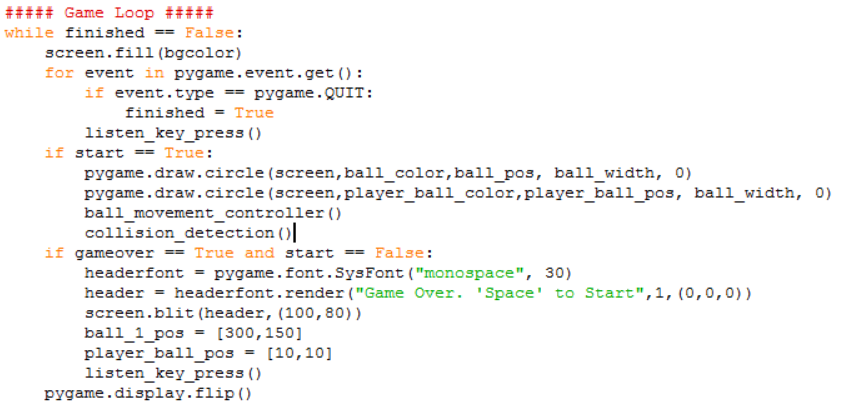 ##### Game Loop #####
while finished == False:
    screen.fill(bgcolor)
    for event in pygame.event.get():
        if event.type == pygame.QUIT:
            finished = True
        listen_key_press()
    if start == True:
        pygame.draw.circle(screen,ball_color,ball_pos, ball_width, 0)
        pygame.draw.circle(screen,player_ball_color,player_ball_pos, ball_width, 0)
        ball_movement_controller()
        collision_detection()
    if gameover == True and start == False:
        headerfont = pygame.font.SysFont("monospace", 30)
        header = headerfont.render("Game Over. 'Space' to Start",1,(0,0,0))
        screen.blit(header,(100,80))
        ball_1_pos = [300,150]
        player_ball_pos = [10,10]
        listen_key_press()
    pygame.display.flip()